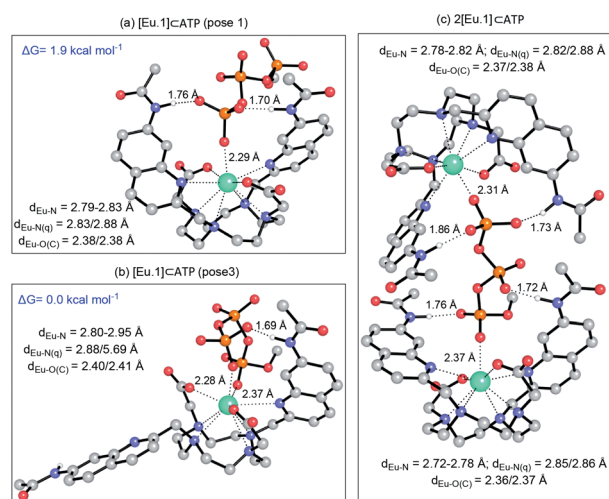 (a) [Eu.1]⊂ATP (pose 1)
ΔG= 1.9 kcal mol⁻¹
1.76 Å
1.70 Å
2.29 Å
d_Eu-N = 2.79-2.83 Å
d_Eu-N(q) = 2.83/2.88 Å
d_Eu-O(C) = 2.38/2.38 Å
(b) [Eu.1]⊂ATP (pose3)
ΔG= 0.0 kcal mol⁻¹
d_Eu-N = 2.80-2.95 Å
d_Eu-N(q) = 2.88/5.69 Å
d_Eu-O(C) = 2.40/2.41 Å
1.69 Å
2.28 Å
2.37 Å
(c) 2[Eu.1]⊂ATP
d_Eu-N = 2.78-2.82 Å; d_Eu-N(q) = 2.82/2.88 Å
d_Eu-O(C) = 2.37/2.38 Å
2.31 Å
1.86 Å
1.73 Å
1.72 Å
1.76 Å
2.37 Å
d_Eu-N = 2.72-2.78 Å; d_Eu-N(q) = 2.85/2.86 Å
d_Eu-O(C) = 2.36/2.37 Å